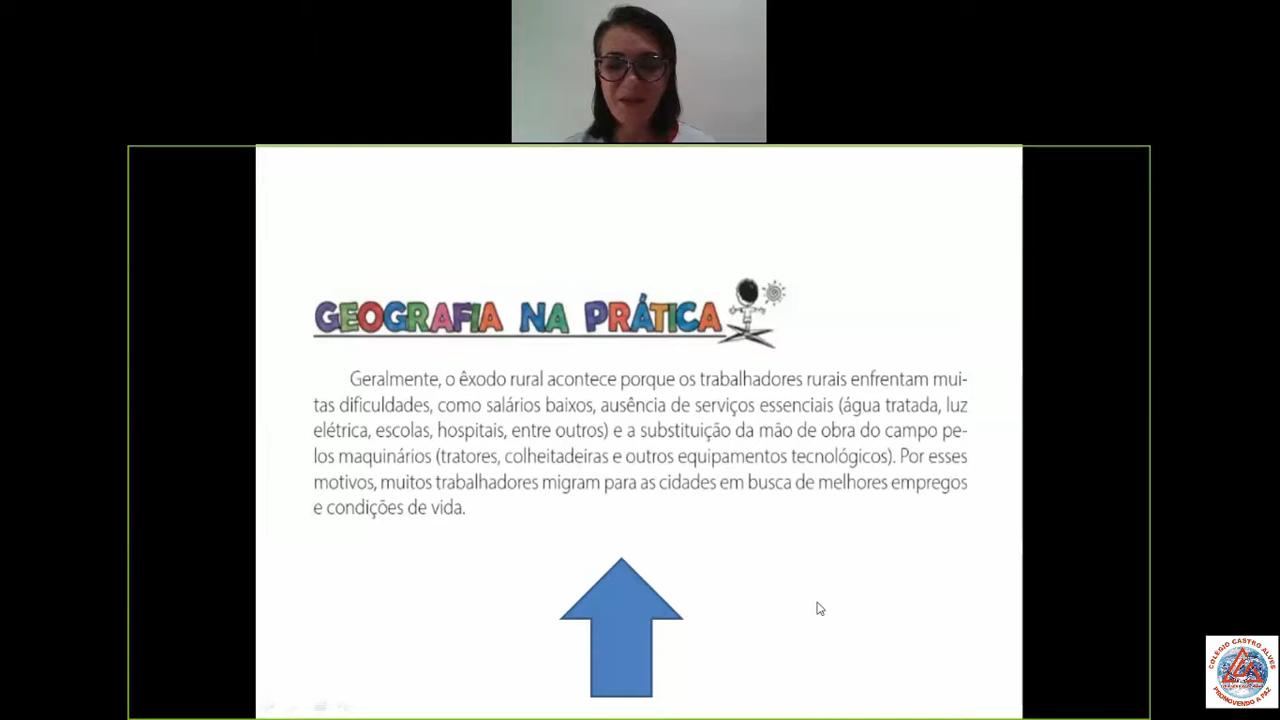 GEOGRAFIA NA PRÁTICA
Geralmente, o êxodo rural acontece porque os trabalhadores rurais enfrentam mui-
tas dificuldades, como salários baixos, ausência de serviços essenciais (água tratada, luz
elétrica, escolas, hospitais, entre outros) e a substituição da mão de obra do campo pe-
los maquinários (tratores, colheitadeiras e outros equipamentos tecnológicos). Por esses
motivos, muitos trabalhadores migram para as cidades em busca de melhores empregos
e condições de vida.
COLÉGIO CASTRO ALVES
PROMOVENDO A PAZ